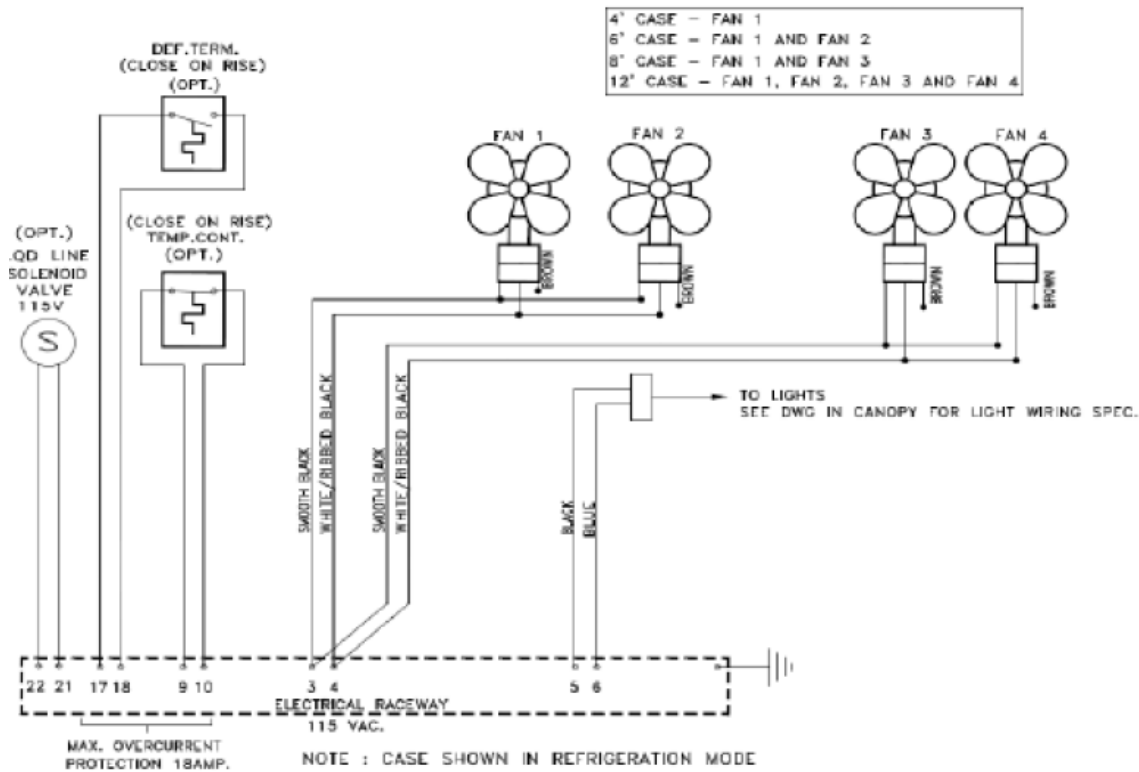 4' CASE - FAN 1
6' CASE - FAN 1 AND FAN 2
8' CASE - FAN 1 AND FAN 3
12' CASE - FAN 1, FAN 2, FAN 3 AND FAN 4
DEF.TERM.
(CLOSE ON RISE)
(OPT.)
FAN 1
FAN 2
FAN 3
FAN 4
(CLOSE ON RISE)
TEMP.CONT.
(OPT.)
(OPT.)
.QD LINE
SOLENOID
VALVE
115V
S
BROWN
BROWN
BROWN
BROWN
TO LIGHTS
SEE DWG IN CANOPY FOR LIGHT WIRING SPEC.
SMOOTH BLACK
WHITE/RIBBED BLACK
SMOOTH BLACK
WHITE/RIBBED BLACK
BLACK
BLUE
22 21 17 18 9 10 3 4 5 6
ELECTRICAL RACEWAY
115 VAC.
MAX. OVERCURRENT
PROTECTION 18AMP.
NOTE : CASE SHOWN IN REFRIGERATION MODE